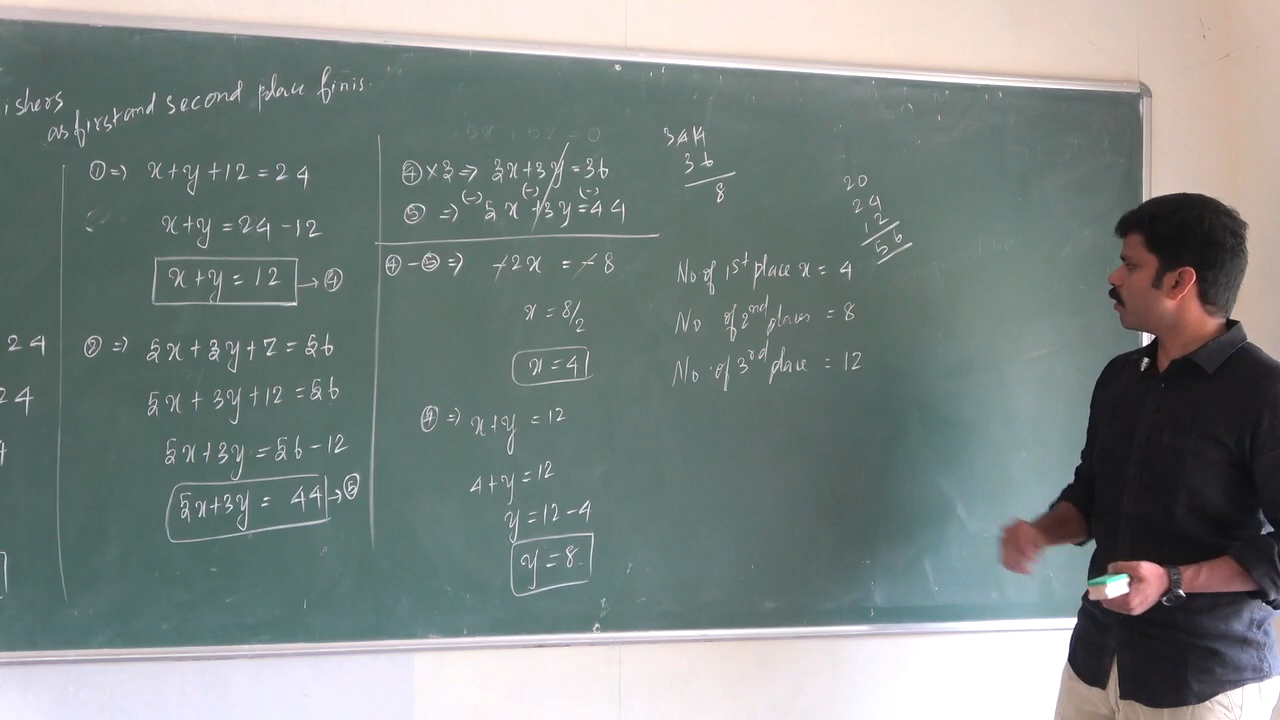 ishers
as first and second place finis.
24
24
4
① ⇒ x+y+12=24
x+y=24-12
x+y=12 → ④
② ⇒ 5x+3y+z=56
5x+3y+12=56
5x+3y=56-12
5x+3y=44 → ⑤
④×3 ⇒ 3x+3y=36
(-) (-) (-)
⑤ ⇒ 5x+3y=44
④-⑤ ⇒ -2x = -8
x=8/2
x=4
④ ⇒ x+y=12
4+y=12
y=12-4
y=8
344
36
8
20
24
12
56
No of 1st place x = 4
No of 2nd places = 8
No. of 3rd place = 12